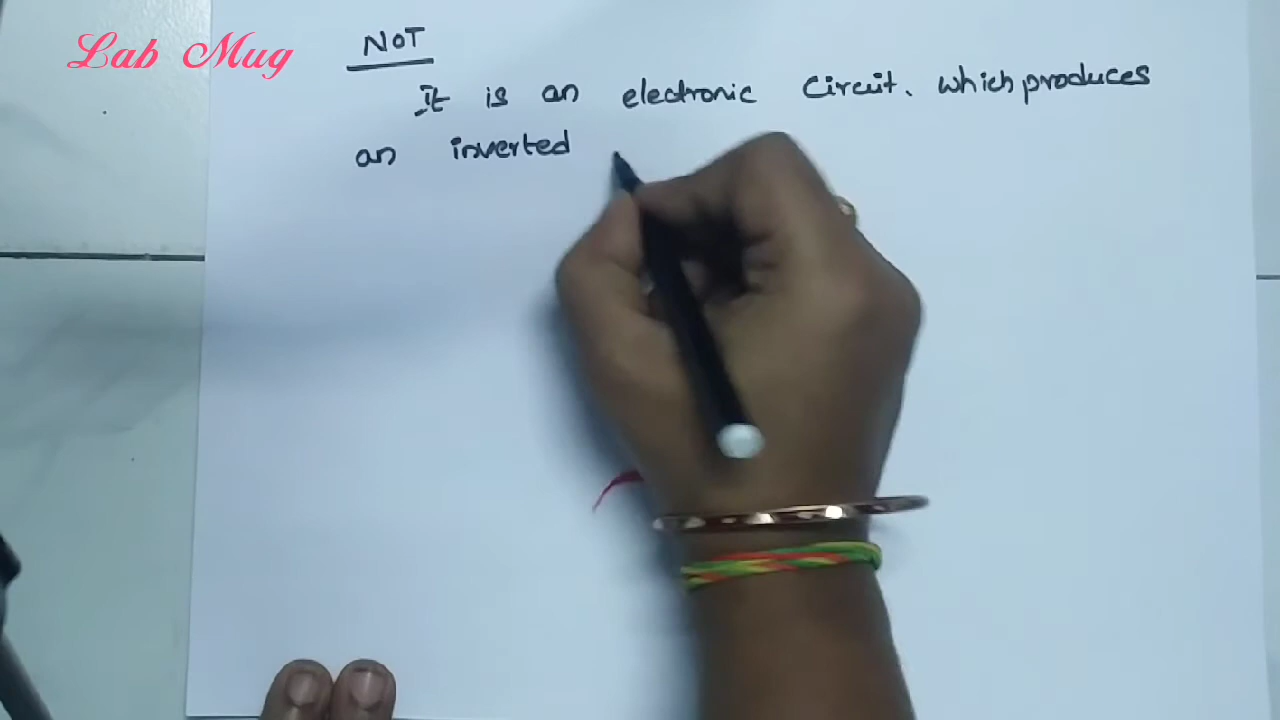 Lab Mug
NOT
It is an electronic circuit. which produces
an inverted